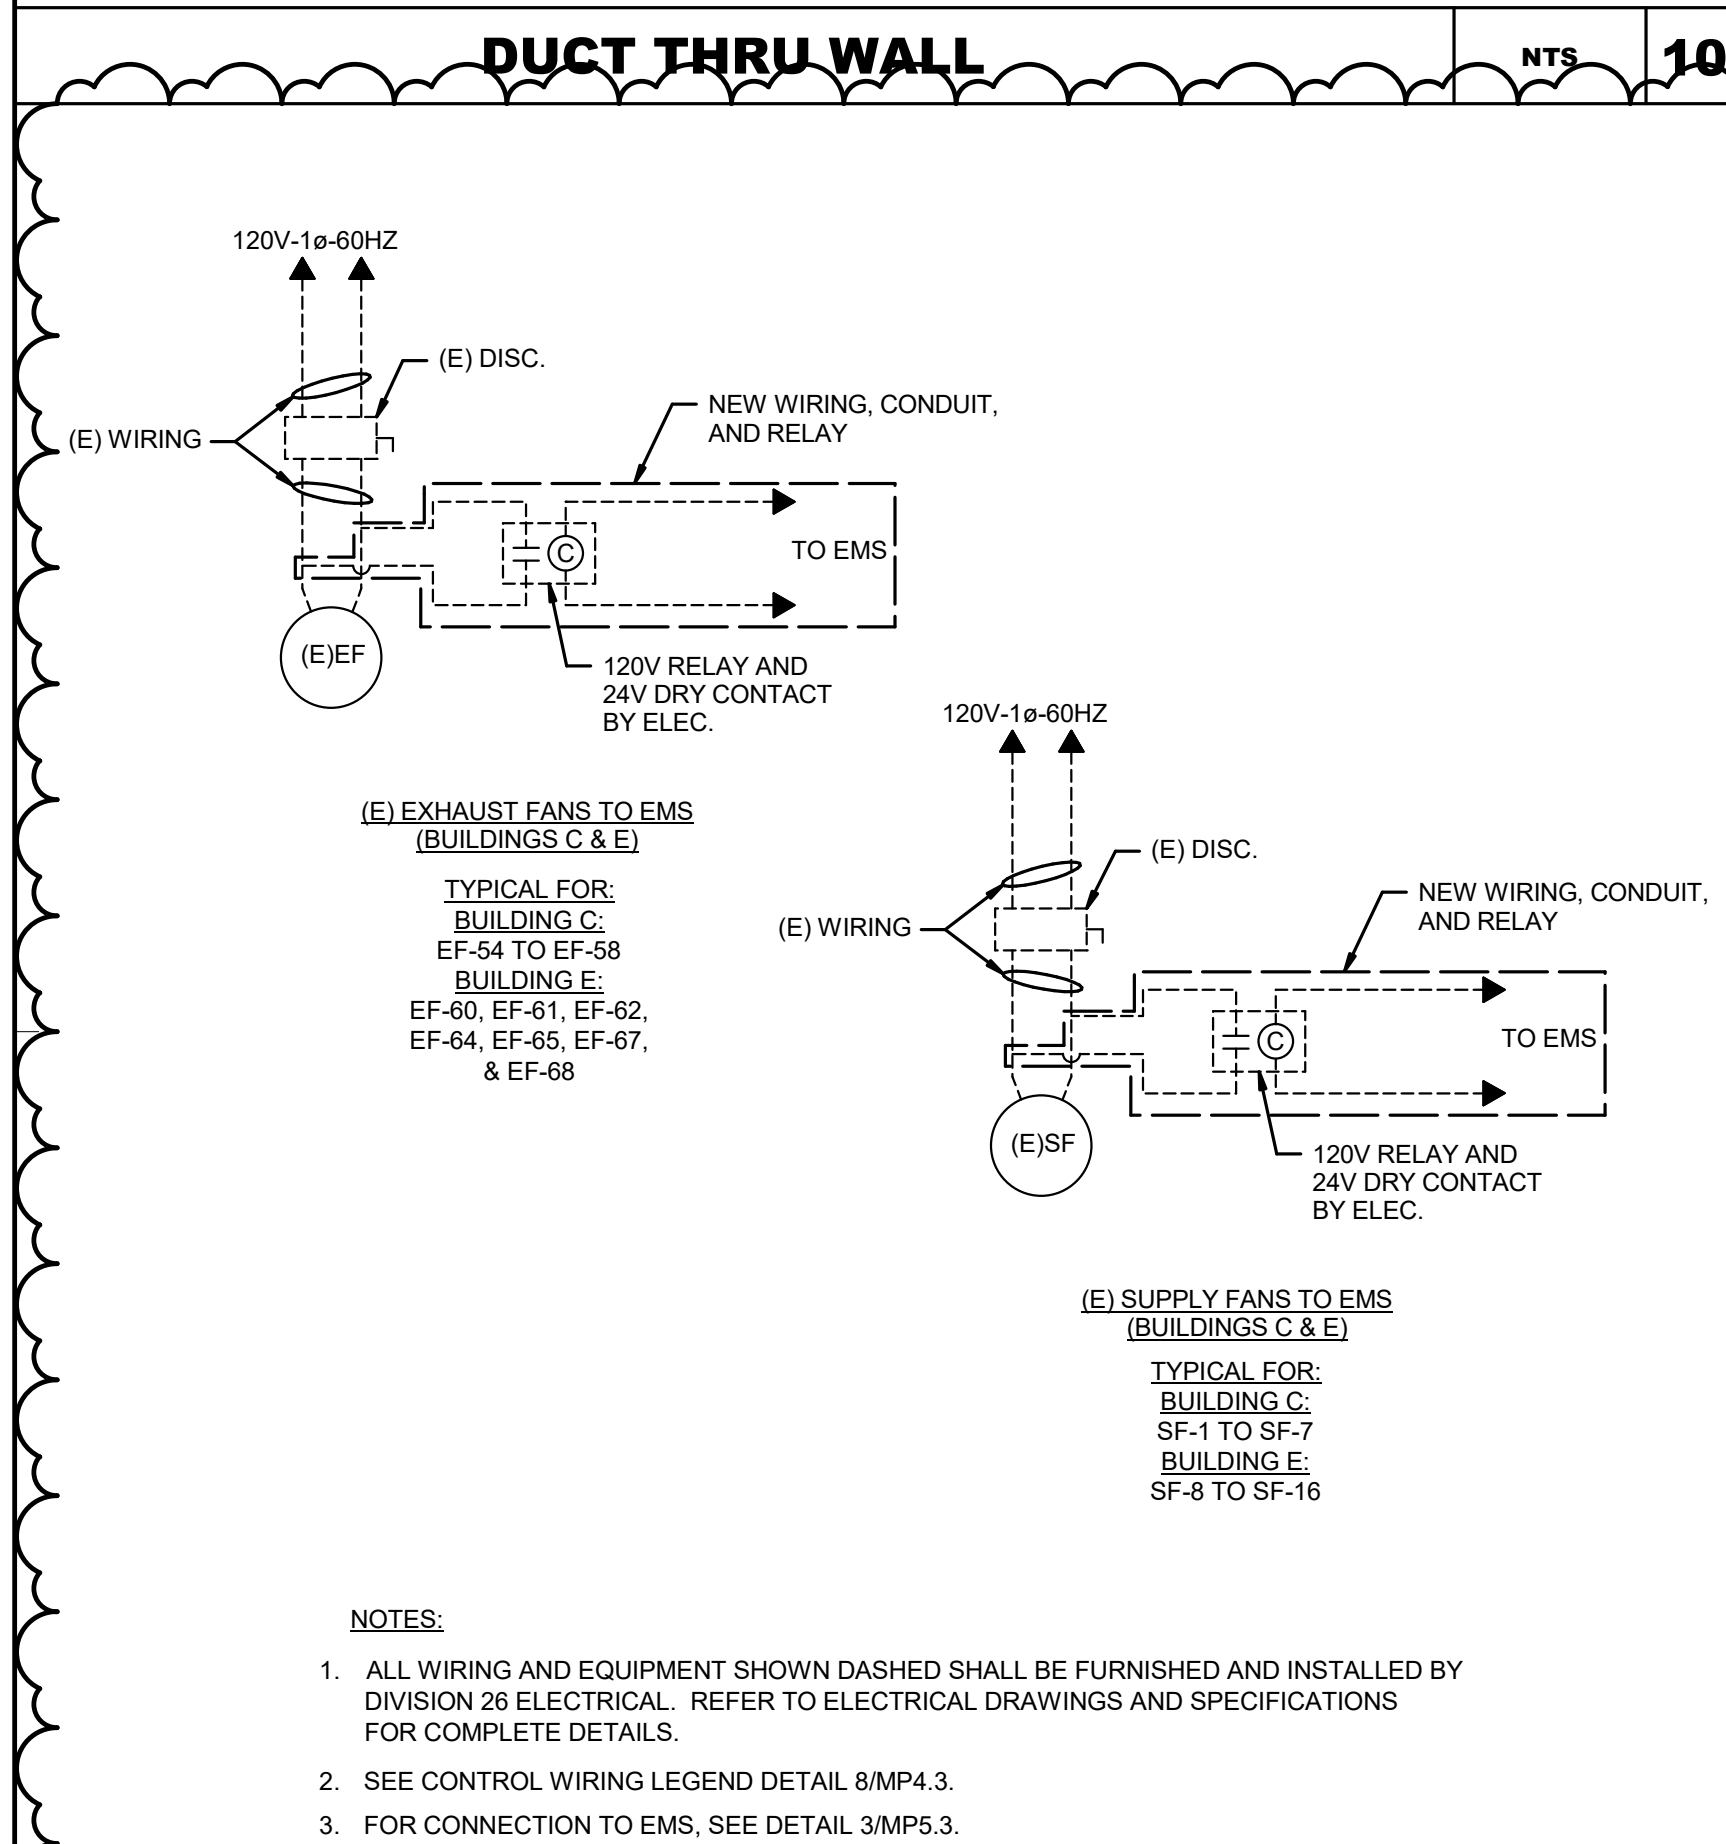 DUCT THRU WALL
NTS
10
120V-1ø-60HZ
(E) DISC.
NEW WIRING, CONDUIT,
AND RELAY
(E) WIRING
TO EMS
C
(E)EF
120V RELAY AND
24V DRY CONTACT
BY ELEC.
(E) EXHAUST FANS TO EMS
(BUILDINGS C & E)
TYPICAL FOR:
BUILDING C:
EF-54 TO EF-58
BUILDING E:
EF-60, EF-61, EF-62,
EF-64, EF-65, EF-67,
& EF-68
120V-1ø-60HZ
(E) DISC.
NEW WIRING, CONDUIT,
AND RELAY
(E) WIRING
TO EMS
C
(E)SF
120V RELAY AND
24V DRY CONTACT
BY ELEC.
(E) SUPPLY FANS TO EMS
(BUILDINGS C & E)
TYPICAL FOR:
BUILDING C:
SF-1 TO SF-7
BUILDING E:
SF-8 TO SF-16
NOTES:
1. ALL WIRING AND EQUIPMENT SHOWN DASHED SHALL BE FURNISHED AND INSTALLED BY
DIVISION 26 ELECTRICAL. REFER TO ELECTRICAL DRAWINGS AND SPECIFICATIONS
FOR COMPLETE DETAILS.
2. SEE CONTROL WIRING LEGEND DETAIL 8/MP4.3.
3. FOR CONNECTION TO EMS, SEE DETAIL 3/MP5.3.